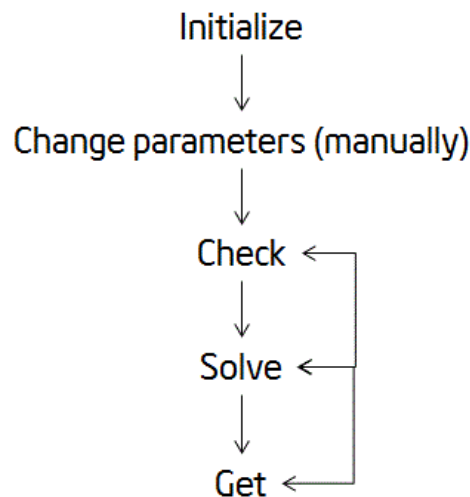 Initialize
Change parameters (manually)
Check
Solve
Get